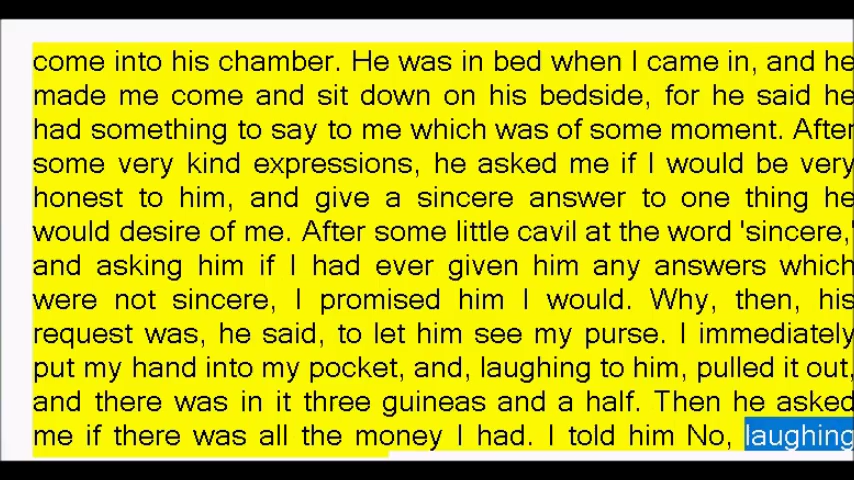 come into his chamber. He was in bed when I came in, and he
made me come and sit down on his bedside, for he said he
had something to say to me which was of some moment. After
some very kind expressions, he asked me if I would be very
honest to him, and give a sincere answer to one thing he
would desire of me. After some little cavil at the word 'sincere,'
and asking him if I had ever given him any answers which
were not sincere, I promised him I would. Why, then, his
request was, he said, to let him see my purse. I immediately
put my hand into my pocket, and, laughing to him, pulled it out,
and there was in it three guineas and a half. Then he asked
me if there was all the money I had. I told him No, laughing